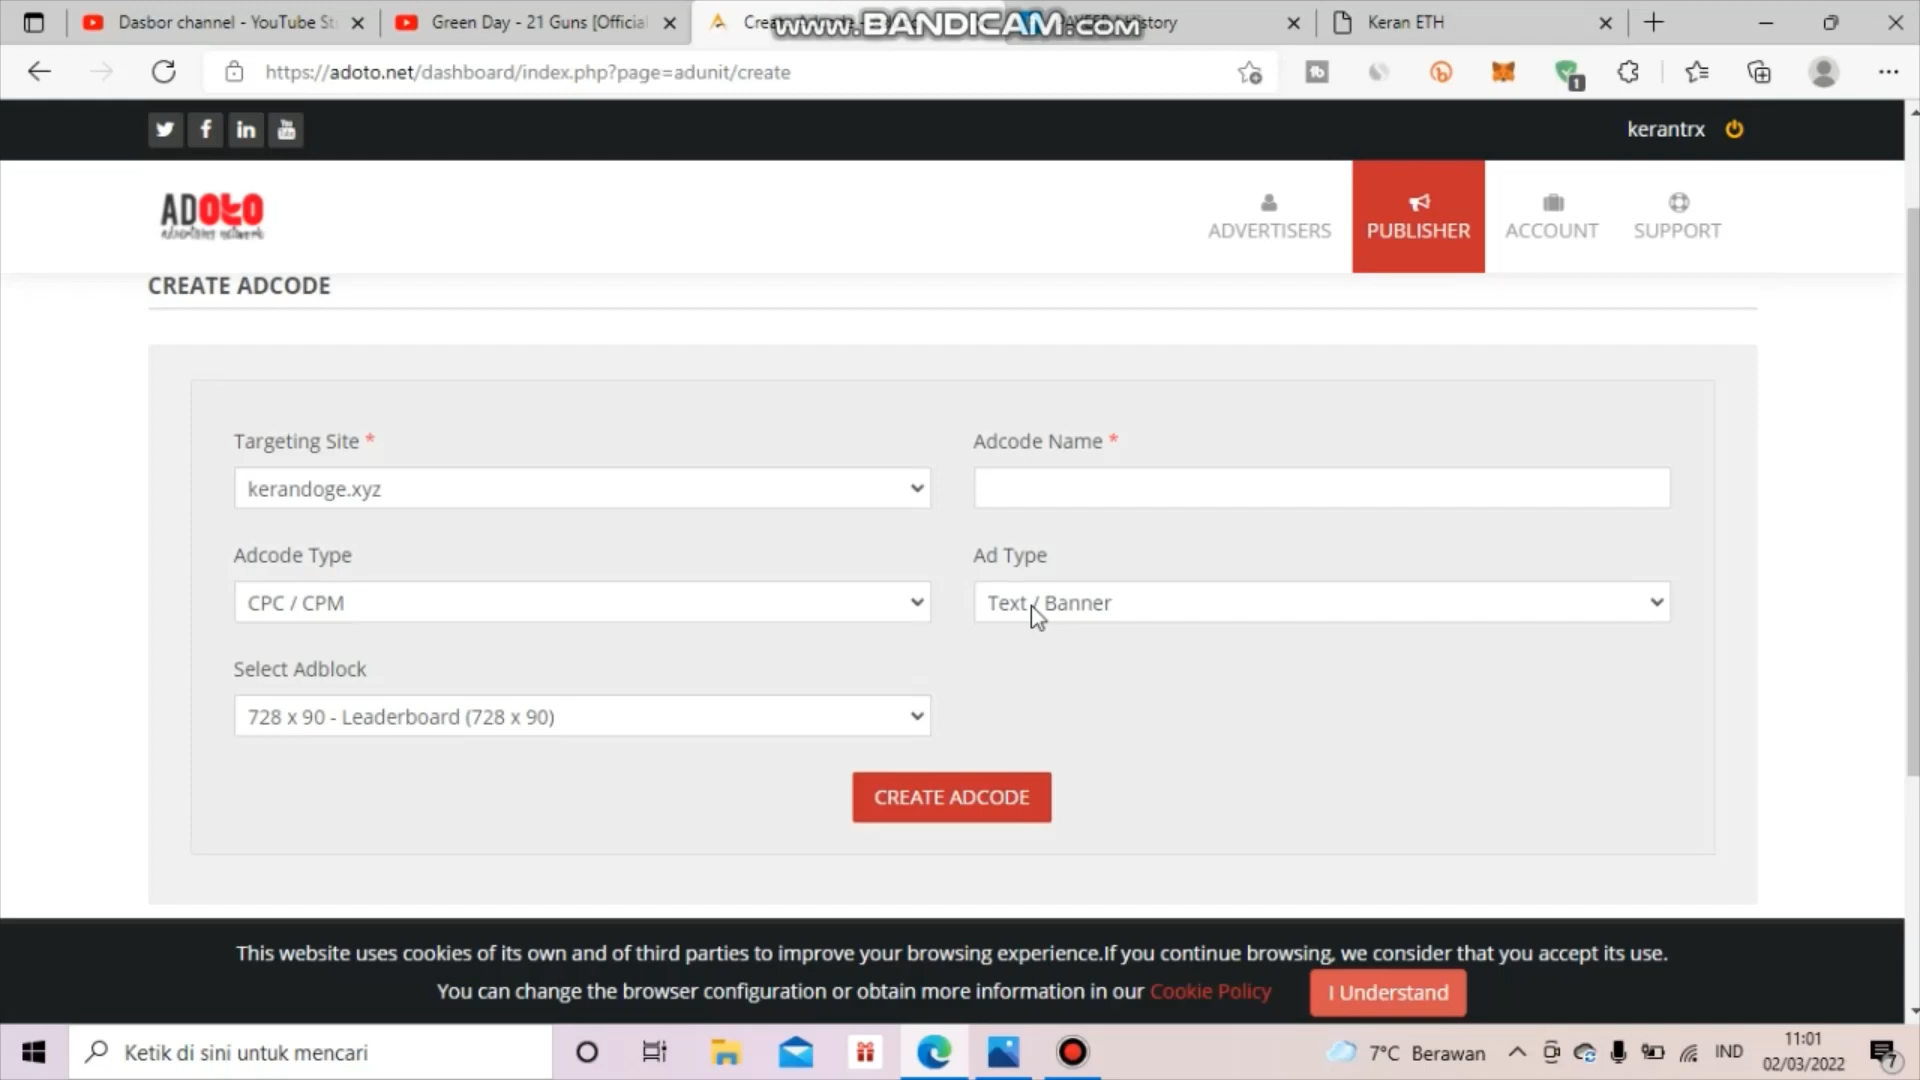 Dasbor channel - YouTube St
Green Day - 21 Guns [Official
www.BANDICAM.com
Keran ETH
https://adoto.net/dashboard/index.php?page=adunit/create
1
kerantrx
ADOTO
advertising network
ADVERTISERS
PUBLISHER
ACCOUNT
SUPPORT
CREATE ADCODE
Targeting Site *
Adcode Name *
kerandoge.xyz
Adcode Type
Ad Type
CPC / CPM
Text / Banner
Select Adblock
728 x 90 - Leaderboard (728 x 90)
CREATE ADCODE
This website uses cookies of its own and of third parties to improve your browsing experience.If you continue browsing, we consider that you accept its use.
You can change the browser configuration or obtain more information in our Cookie Policy
I Understand
Ketik di sini untuk mencari
7°C Berawan
IND
11:01
02/03/2022
7